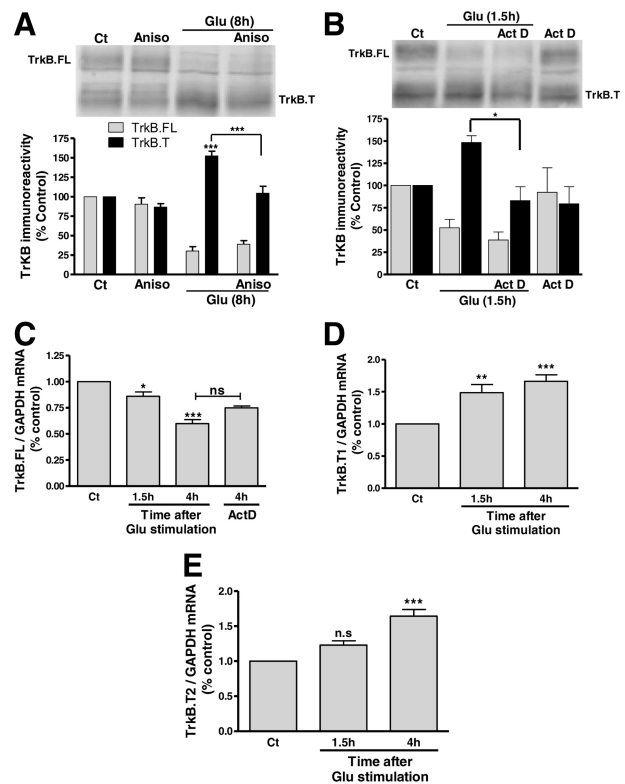 A
Glu (8h)
Ct Aniso Aniso
TrkB.FL
TrkB.T
TrkB.FL
TrkB.T
TrKB immunoreactivity
(% Control)
175
150
125
100
75
50
25
0
***
***
Ct Aniso Aniso
Glu (8h)
B
Glu (1.5h)
Ct Act D Act D
TrkB.FL
TrkB.T
TrKB immunoreactivity
(% Control)
175
150
125
100
75
50
25
0
*
Ct Act D Act D
Glu (1.5h)
C
TrkB.FL / GAPDH mRNA
(% control)
1.25
1.00
0.75
0.50
0.25
0.00
*
***
ns
Ct 1.5h 4h 4h
Time after
Glu stimulation
ActD
D
TrkB.T1 / GAPDH mRNA
(% control)
2.0
1.5
1.0
0.5
0.0
**
***
Ct 1.5h 4h
Time after
Glu stimulation
E
TrkB.T2 / GAPDH mRNA
(% control)
2.0
1.5
1.0
0.5
0.0
n.s
***
Ct 1.5h 4h
Time after
Glu stimulation